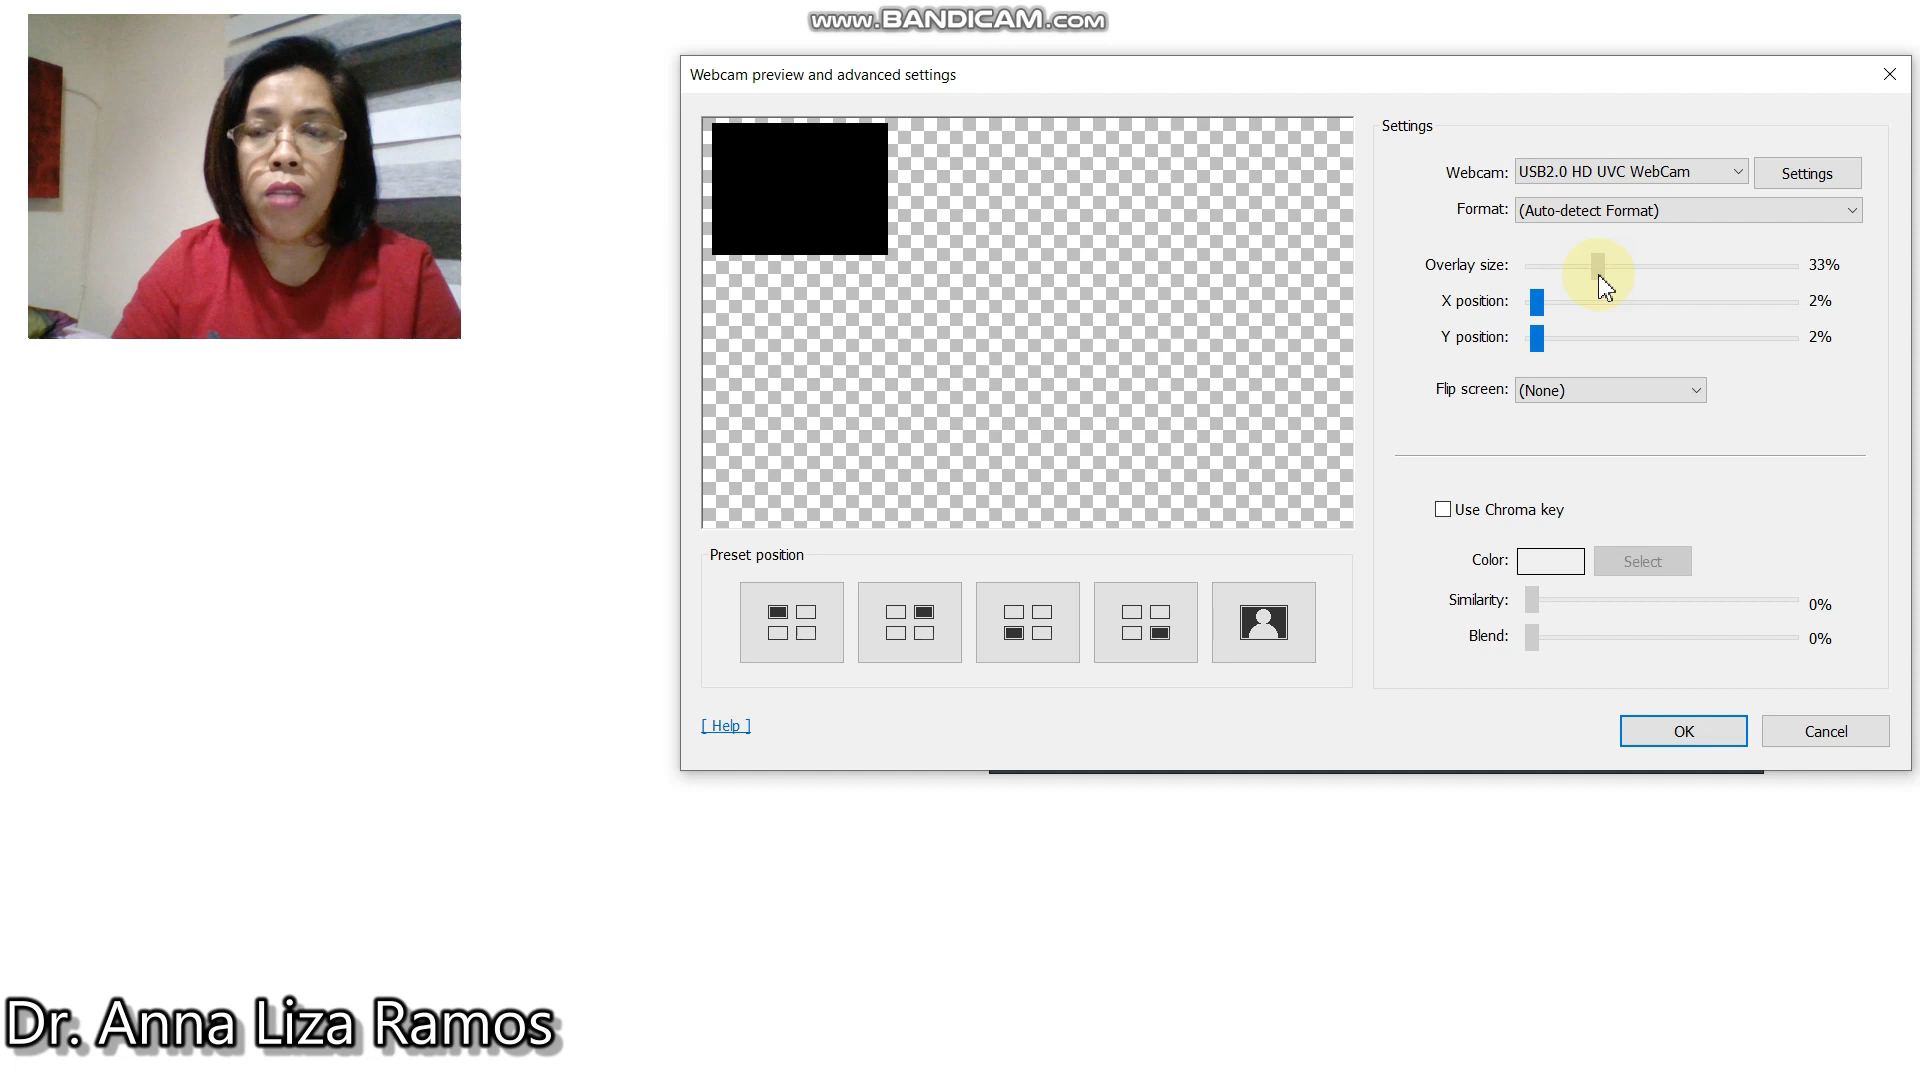 www.BANDICAM.com
Webcam preview and advanced settings
Settings
Webcam: USB2.0 HD UVC WebCam Settings
Format: (Auto-detect Format)
Overlay size: 33%
X position: 2%
Y position: 2%
Flip screen: (None)
Use Chroma key
Color: Select
Similarity: 0%
Blend: 0%
Preset position
[ Help ]
OK Cancel
Dr. Anna Liza Ramos